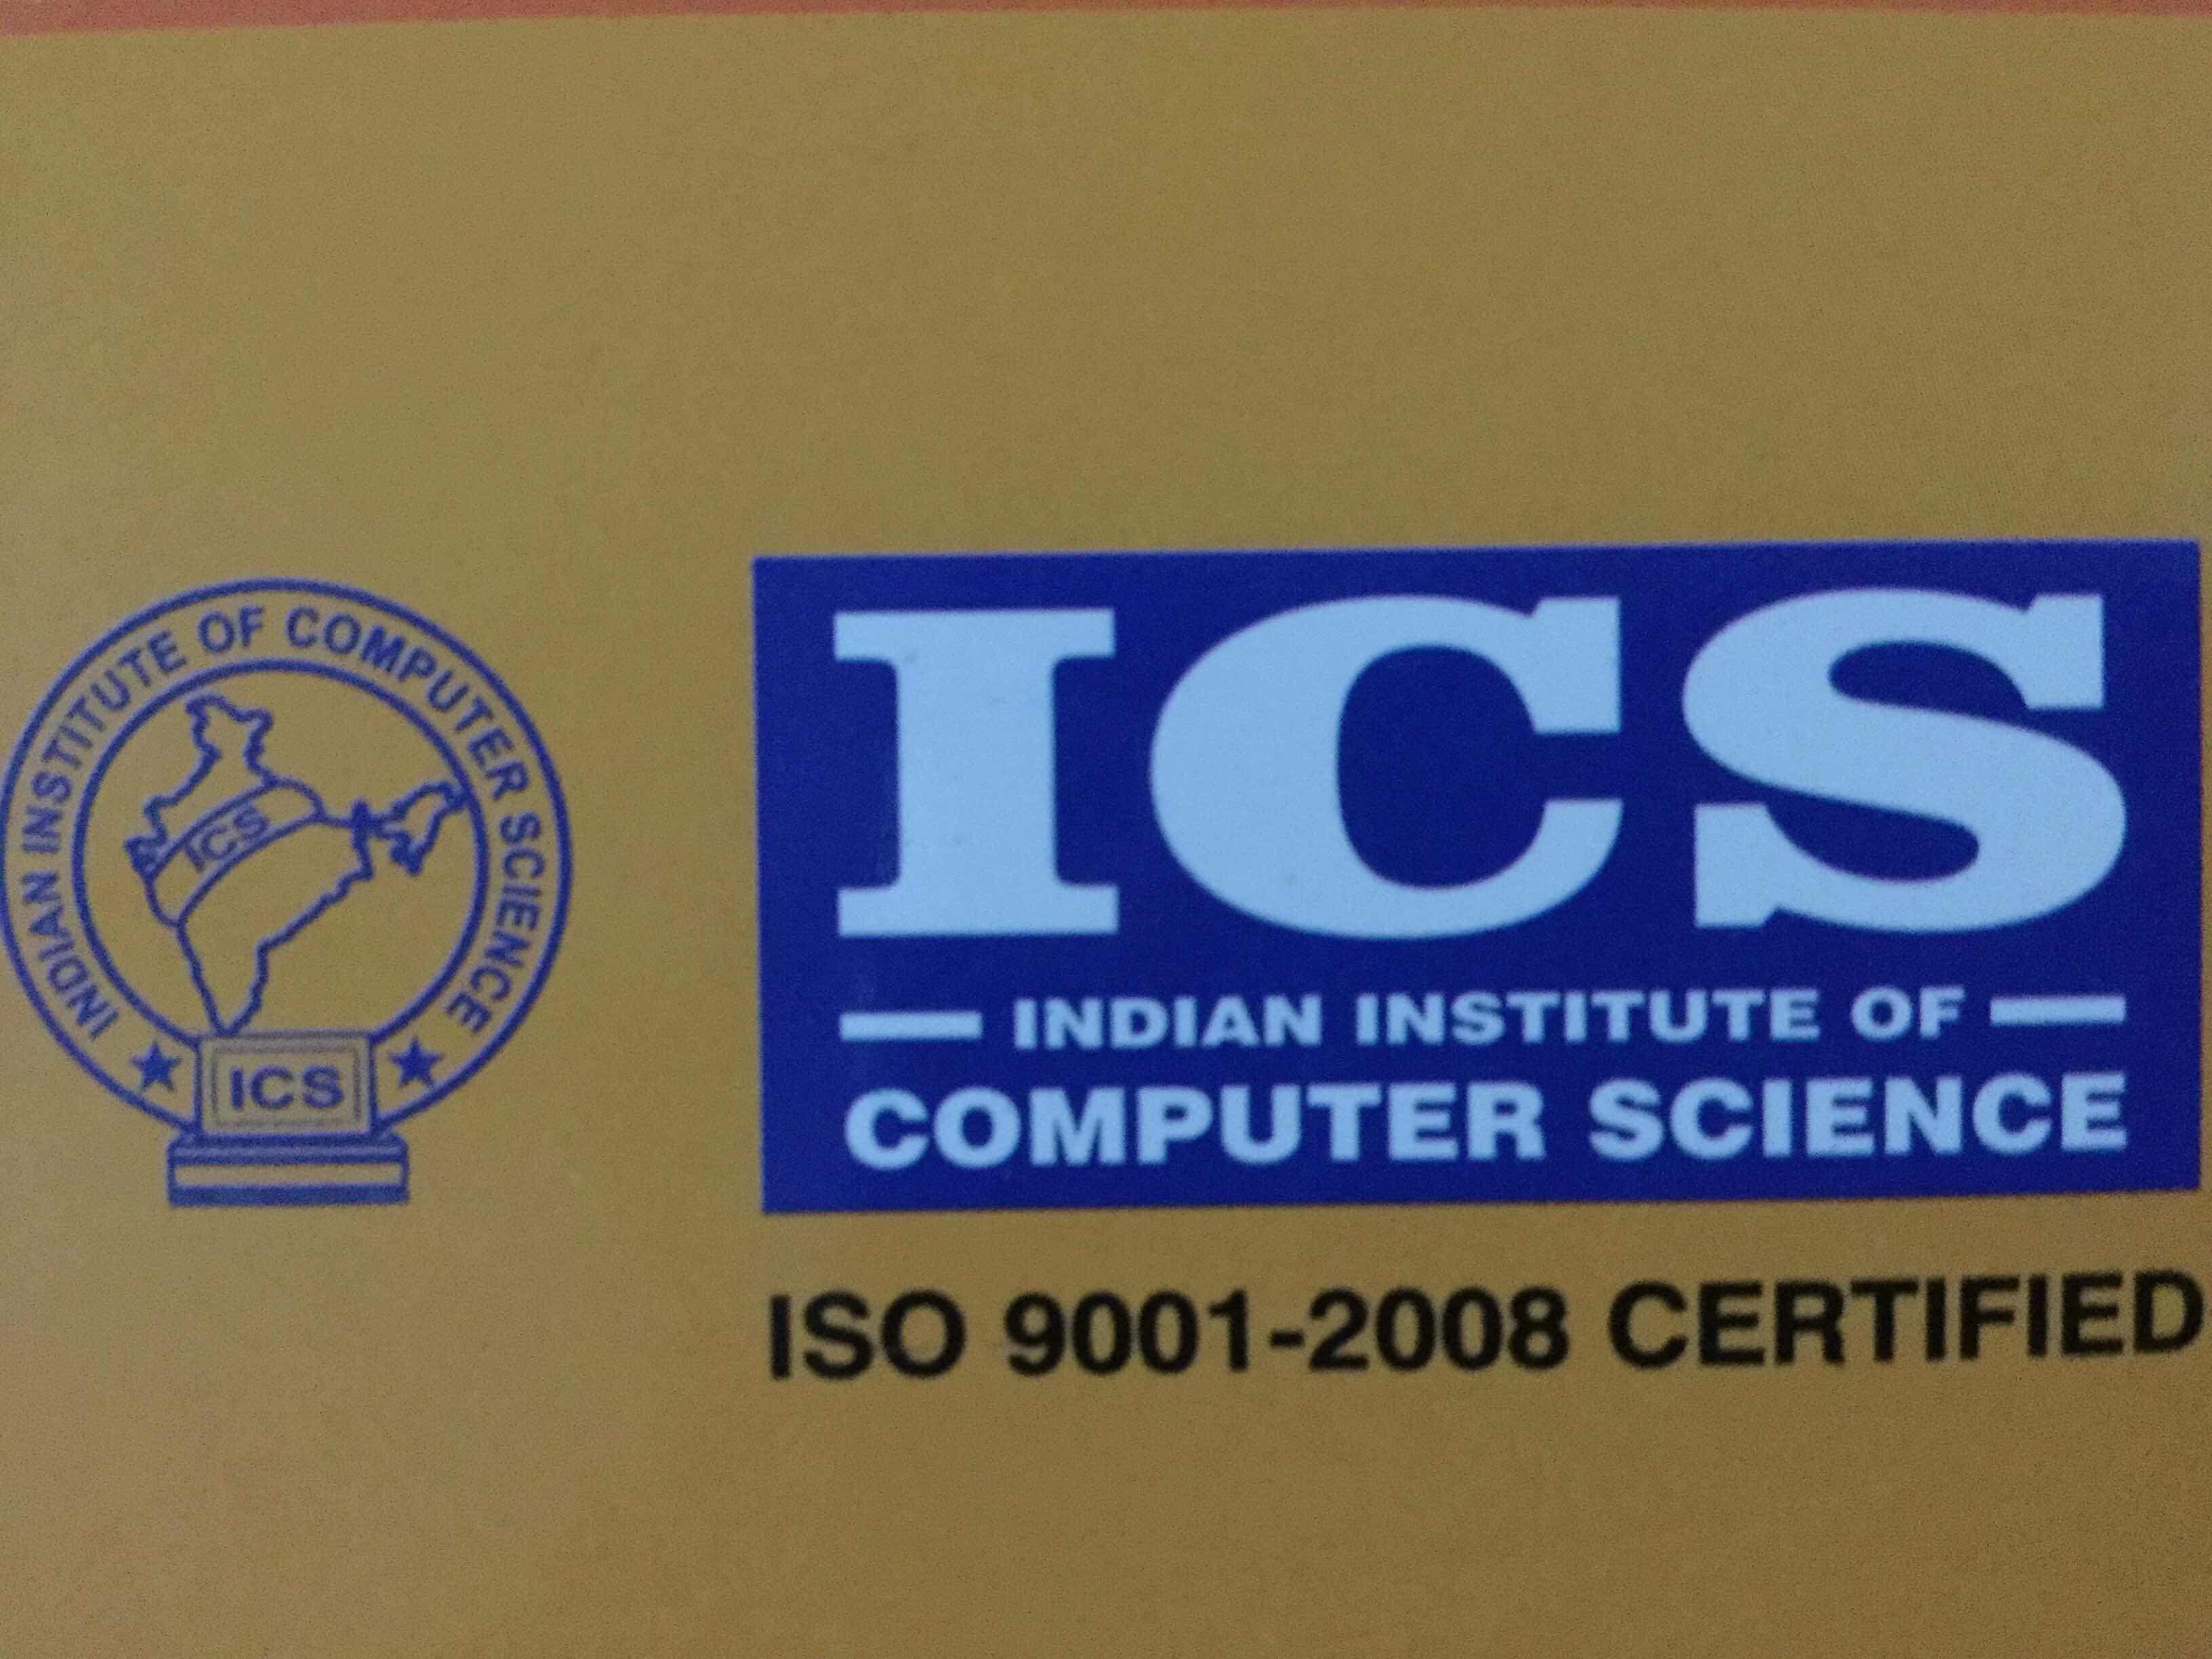 INDIAN INSTITUTE OF COMPUTER SCIENCE
ICS
ICS
ICS
INDIAN INSTITUTE OF
COMPUTER SCIENCE
ISO 9001-2008 CERTIFIED